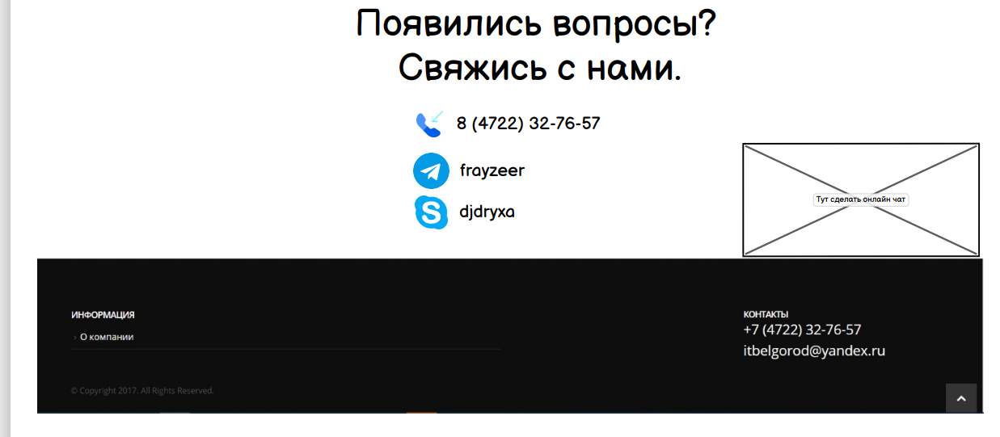 Появились вопросы?
Свяжись с нами.
8 (4722) 32-76-57
frayzeer
djdryxa
Тут сделать онлайн чат
ИНФОРМАЦИЯ
› О компании
КОНТАКТЫ
+7 (4722) 32-76-57
itbelgorod@yandex.ru
© Copyright 2017. All Rights Reserved.